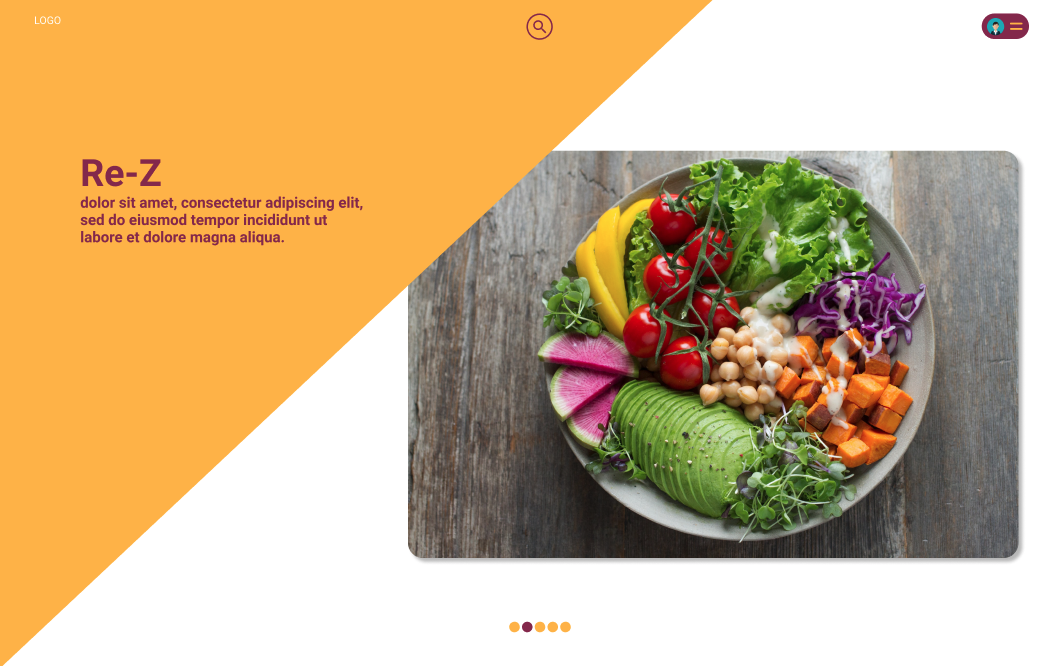 LOGO
Re-Z
dolor sit amet, consectetur adipiscing elit,
sed do eiusmod tempor incididunt ut
labore et dolore magna aliqua.